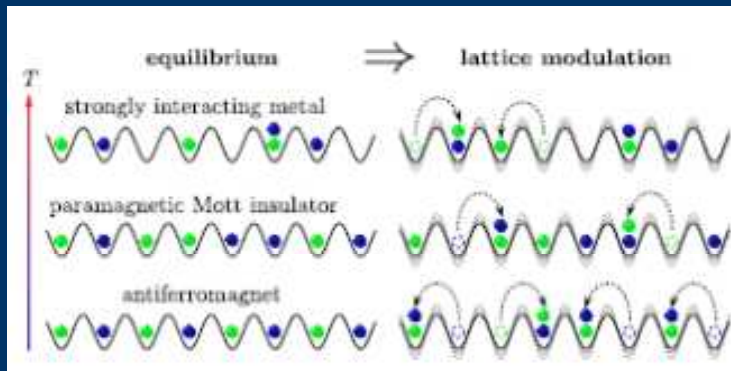 equilibrium ⇒ lattice modulation
T
strongly interacting metal
paramagnetic Mott insulator
antiferromagnet